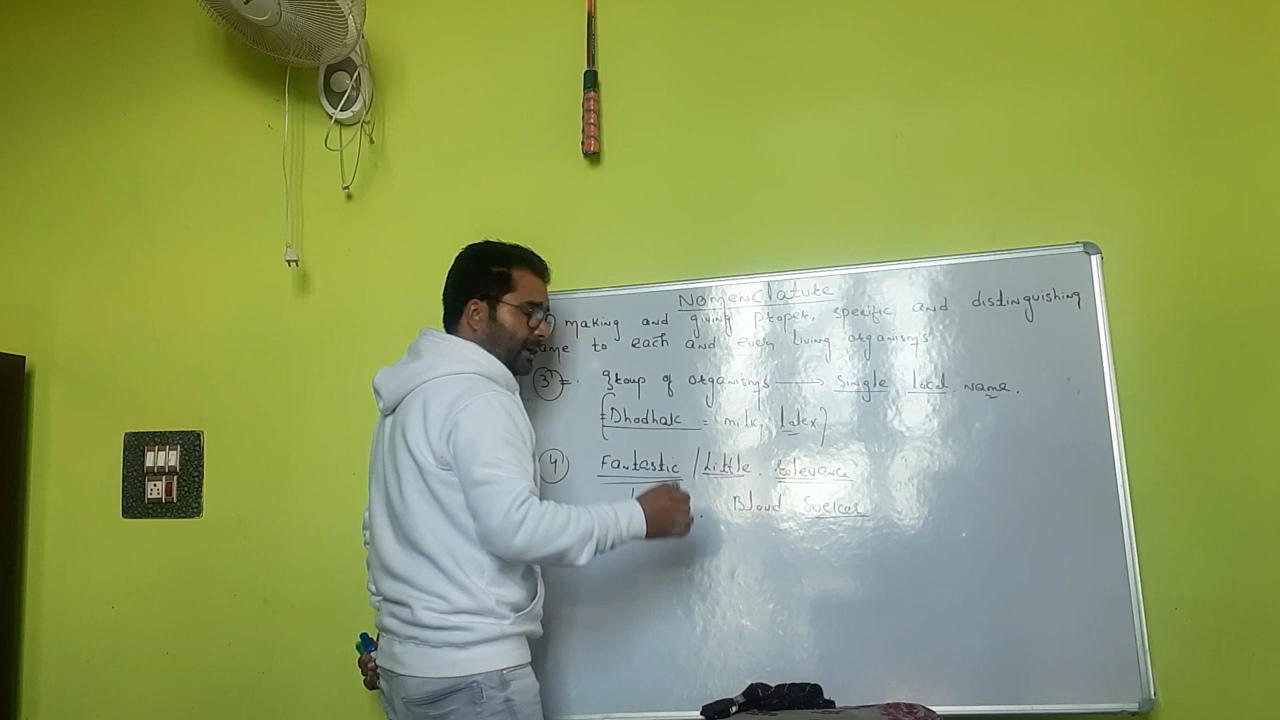 Nomenclature
making and giving proper, specific, and distinguishing
ame to each and every living organisms
3 = group of organisms → single local name.
{Dhodhak = milky latex}
4 Fantastic / Little relevance
Blood sucker